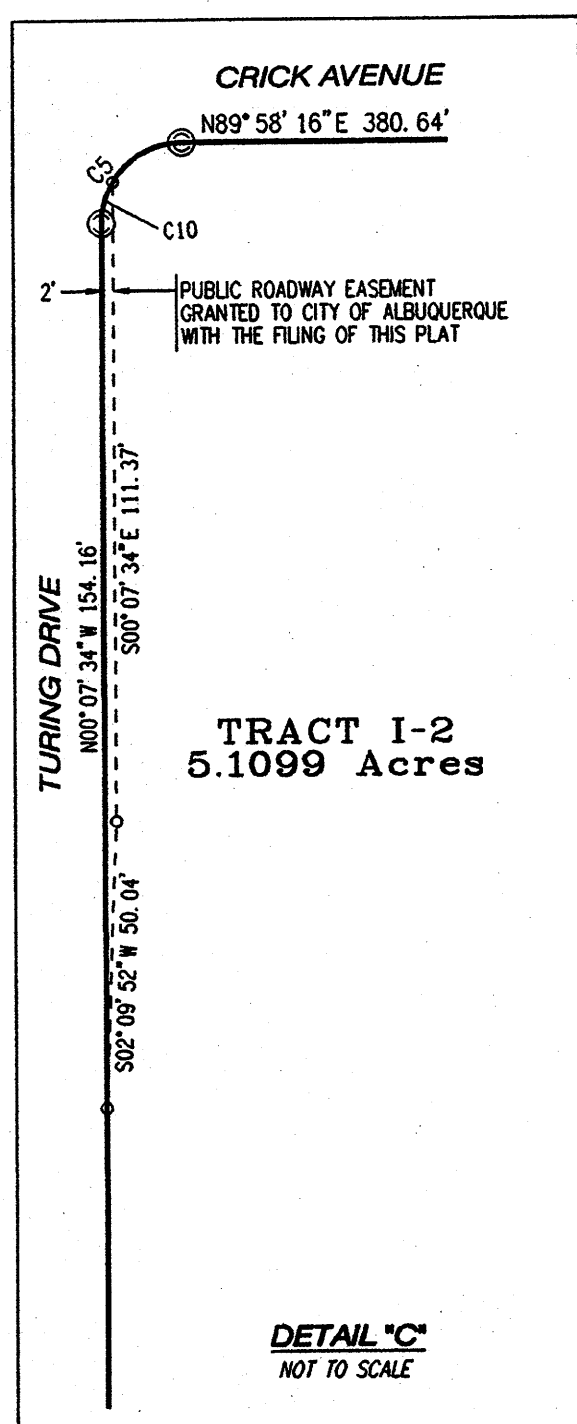 CRICK AVENUE
N89° 58' 16" E 380.64'
C5
C10
2'
PUBLIC ROADWAY EASEMENT
GRANTED TO CITY OF ALBUQUERQUE
WITH THE FILING OF THIS PLAT
S00° 07' 34" E 111.37'
N00° 07' 34" W 154.16'
TURING DRIVE
TRACT I-2
5.1099 Acres
S02° 09' 52" W 50.04'
DETAIL "C"
NOT TO SCALE